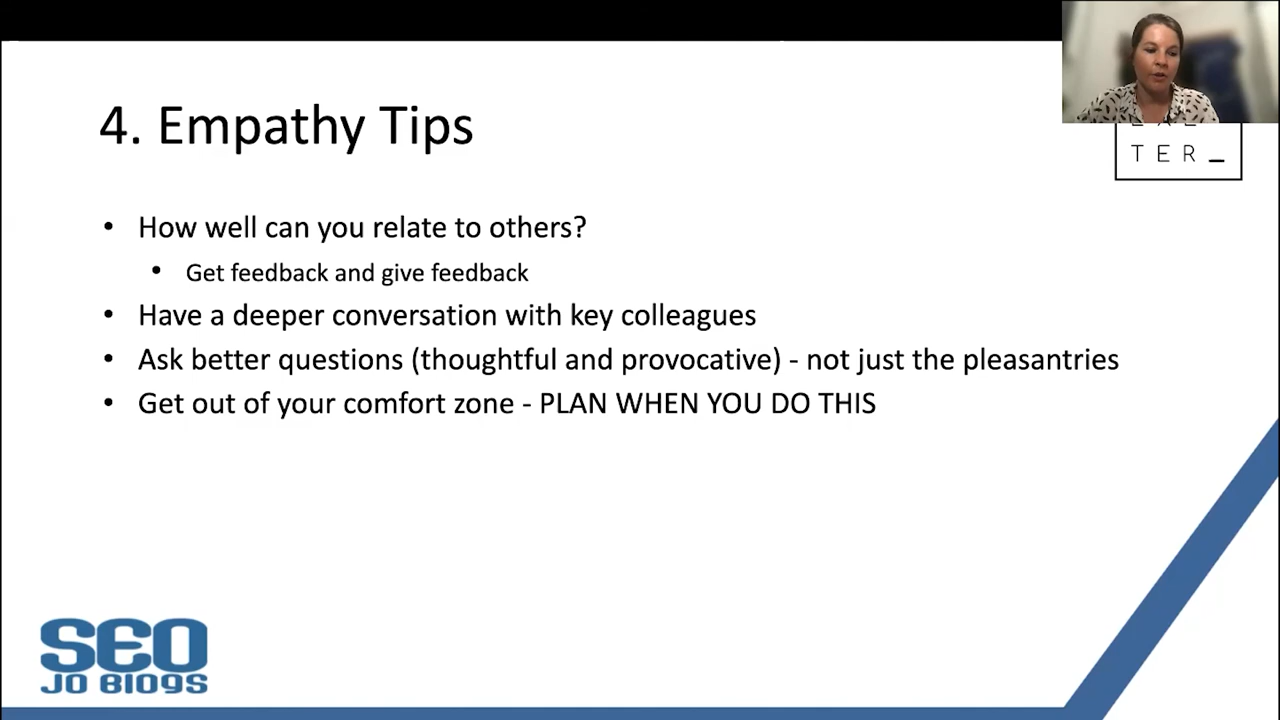 4. Empathy Tips
TER_
• How well can you relate to others?
• Get feedback and give feedback
• Have a deeper conversation with key colleagues
• Ask better questions (thoughtful and provocative) - not just the pleasantries
• Get out of your comfort zone - PLAN WHEN YOU DO THIS
SEO
JO BlOgS